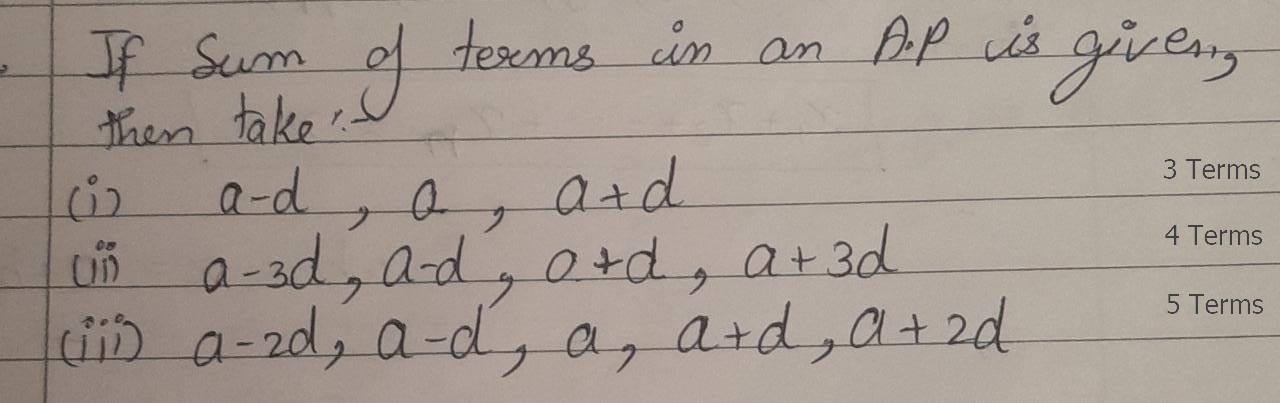 If Sum of terms in an A.P is given,
then take :-
(i) a-d, a, a+d 3 Terms
(ii) a-3d, a-d, a+d, a+3d 4 Terms
(iii) a-2d, a-d, a, a+d, a+2d 5 Terms